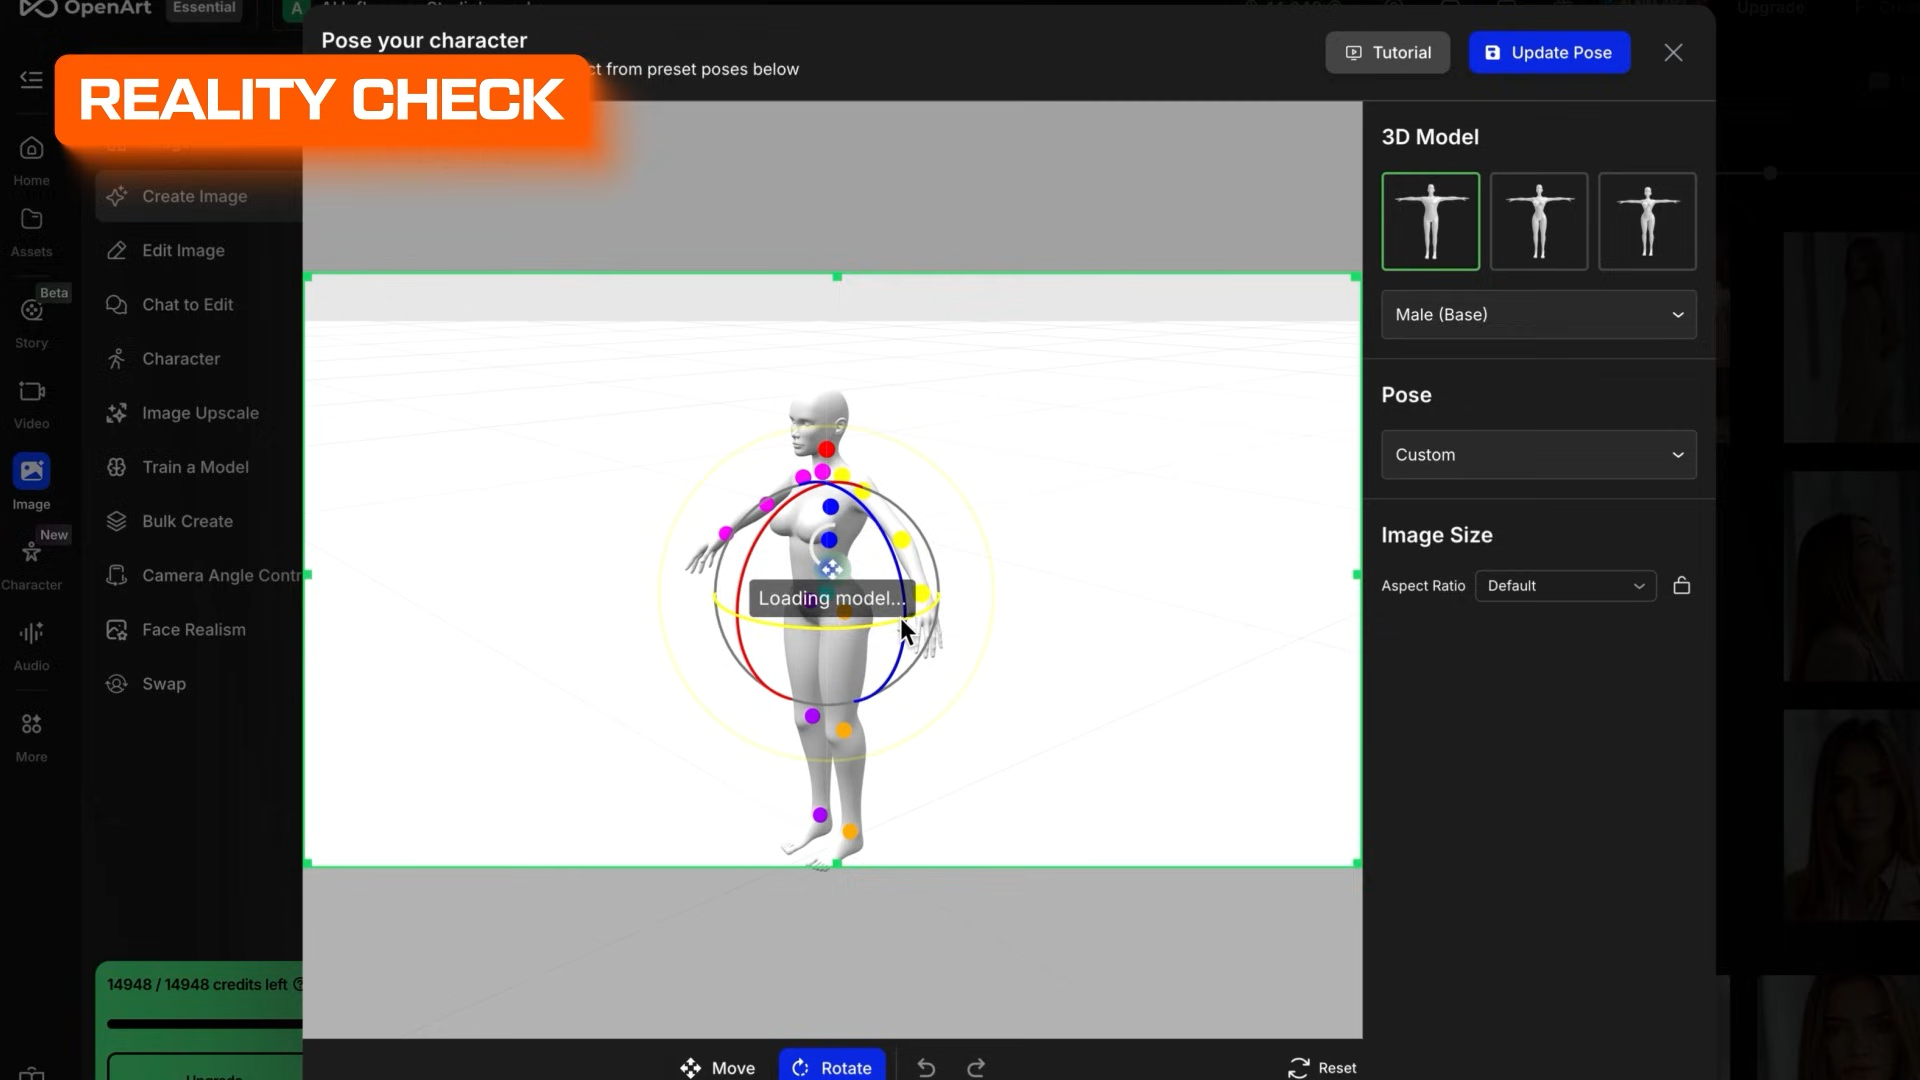 OpenArt
Essential
A
Upgrade
Pose your character
ct from preset poses below
Tutorial
Update Pose
REALITY CHECK
Home
Assets
Beta
Story
Video
Image
New
Character
Audio
More
Create Image
Edit Image
Chat to Edit
Character
Image Upscale
Train a Model
Bulk Create
Camera Angle Contr
Face Realism
Swap
14948 / 14948 credits left
Loading model...
3D Model
Male (Base)
Pose
Custom
Image Size
Aspect Ratio
Default
Move
Rotate
Reset